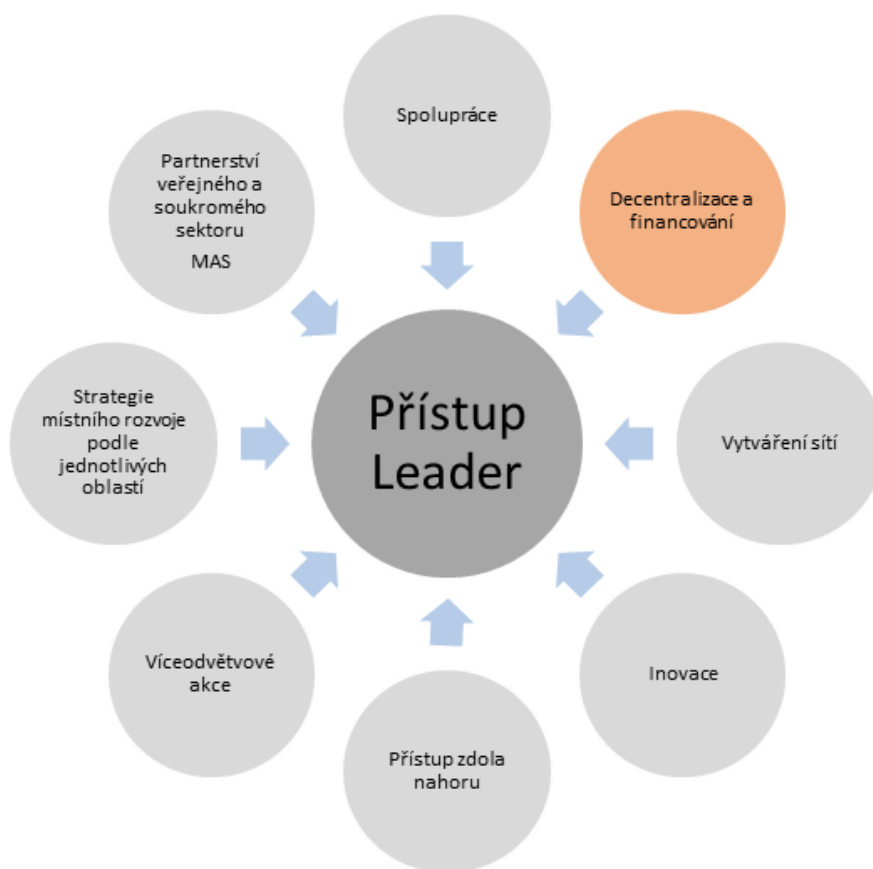 Spolupráce
Decentralizace a
financování
Vytváření sítí
Inovace
Přístup zdola
nahoru
Víceodvětvové
akce
Strategie
místního rozvoje
podle
jednotlivých
oblastí
Partnerství
veřejného a
soukromého
sektoru
MAS
Přístup
Leader